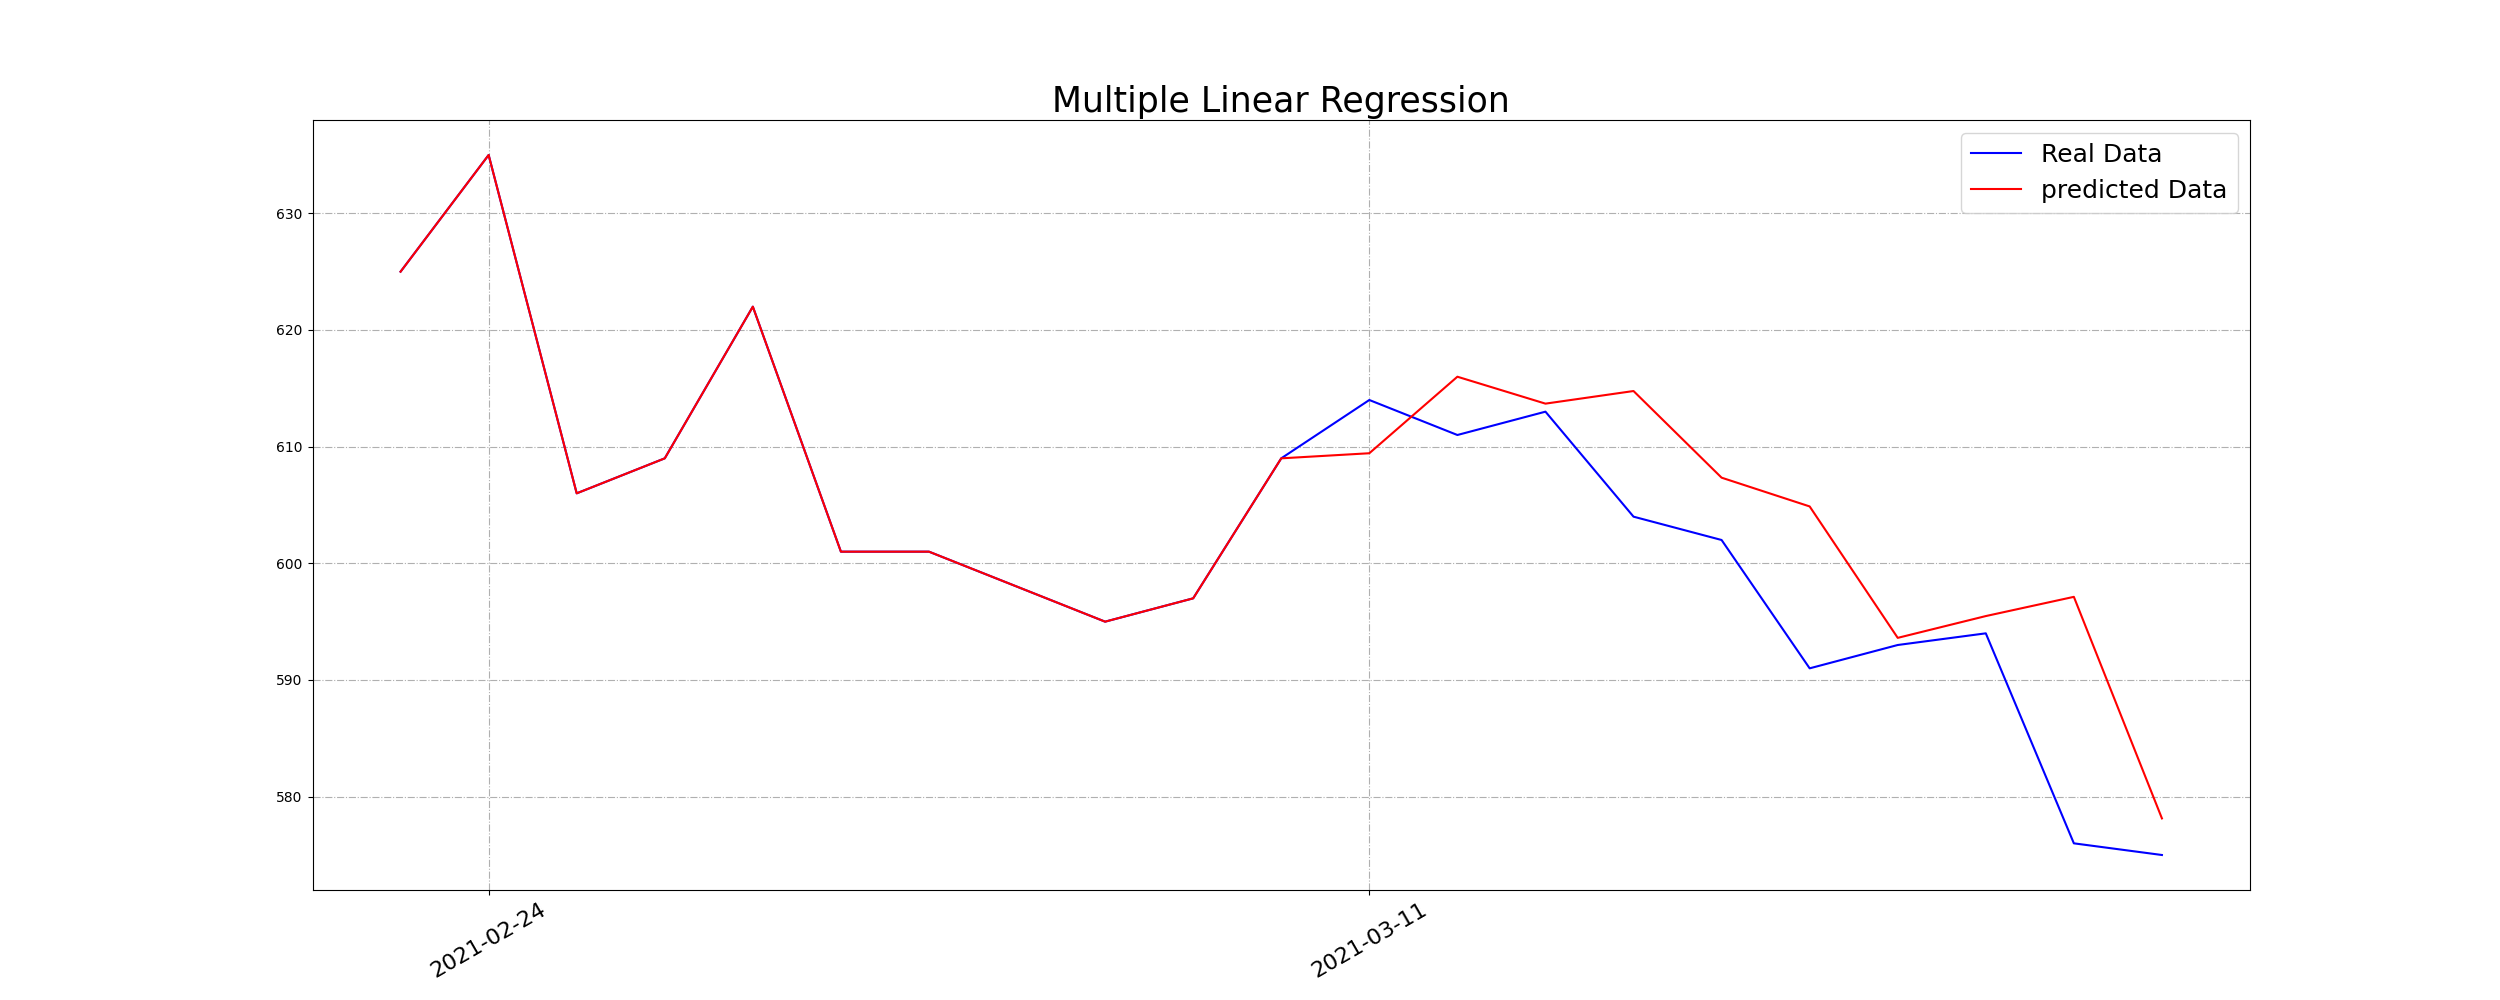 Multiple Linear Regression
Real Data
predicted Data
630
620
610
600
590
580
2021-02-24
2021-03-11